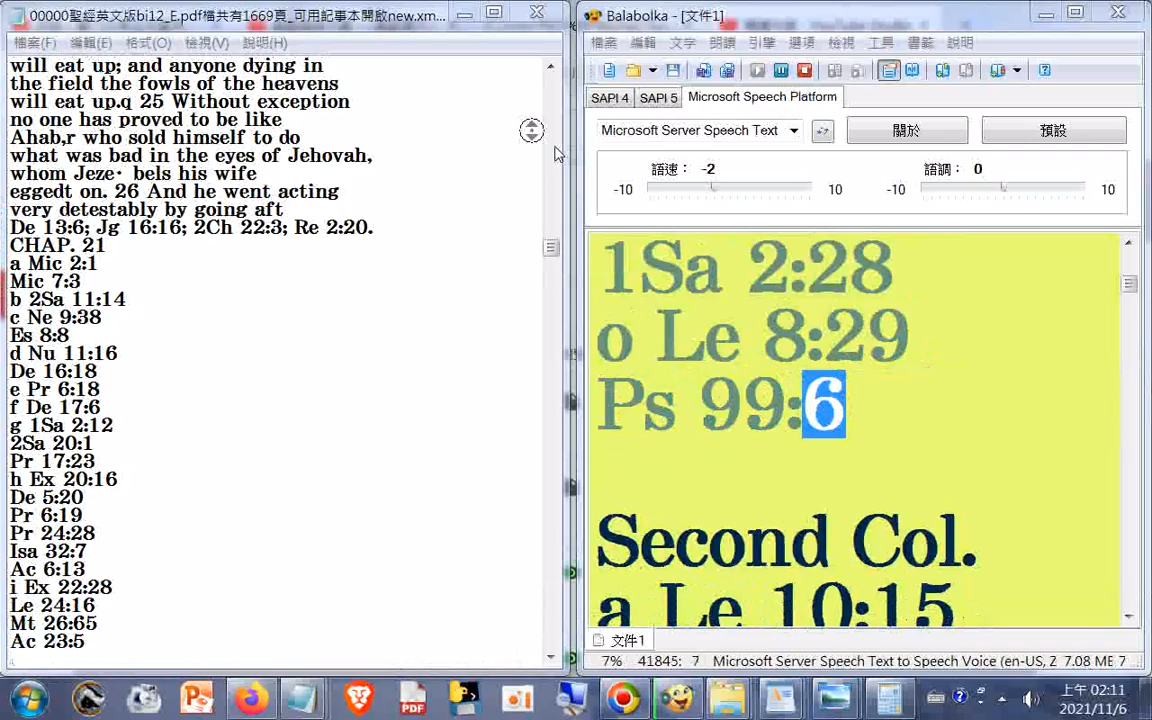 00000聖經英文版bi12_E.pdf檔共有1669頁_可用記事本開啟new.xm...
檔案(F) 編輯(E) 格式(O) 檢視(V) 說明(H)
will eat up; and anyone dying in
the field the fowls of the heavens
will eat up.q 25 Without exception
no one has proved to be like
Ahab,r who sold himself to do
what was bad in the eyes of Jehovah,
whom Jeze· bels his wife
eggedt on. 26 And he went acting
very detestably by going aft
De 13:6; Jg 16:16; 2Ch 22:3; Re 2:20.
CHAP. 21
a Mic 2:1
Mic 7:3
b 2Sa 11:14
c Ne 9:38
Es 8:8
d Nu 11:16
De 16:18
e Pr 6:18
f De 17:6
g 1Sa 2:12
2Sa 20:1
Pr 17:23
h Ex 20:16
De 5:20
Pr 6:19
Pr 24:28
Isa 32:7
Ac 6:13
i Ex 22:28
Le 24:16
Mt 26:65
Ac 23:5
Balabolka - [文件1]
檔案 編輯 文字 朗讀 引擎 選項 檢視 工具 書籤 說明
SAPI 4 SAPI 5 Microsoft Speech Platform
Microsoft Server Speech Text 關於 預設
語速： -2 語調： 0
-10 10 -10 10
1Sa 2:28
o Le 8:29
Ps 99:6
Second Col.
a Le 10:15
文件1
7% 41845: 7 Microsoft Server Speech Text to Speech Voice (en-US, Z 7.08 MB 7
PDF
上午 02:11
2021/11/6